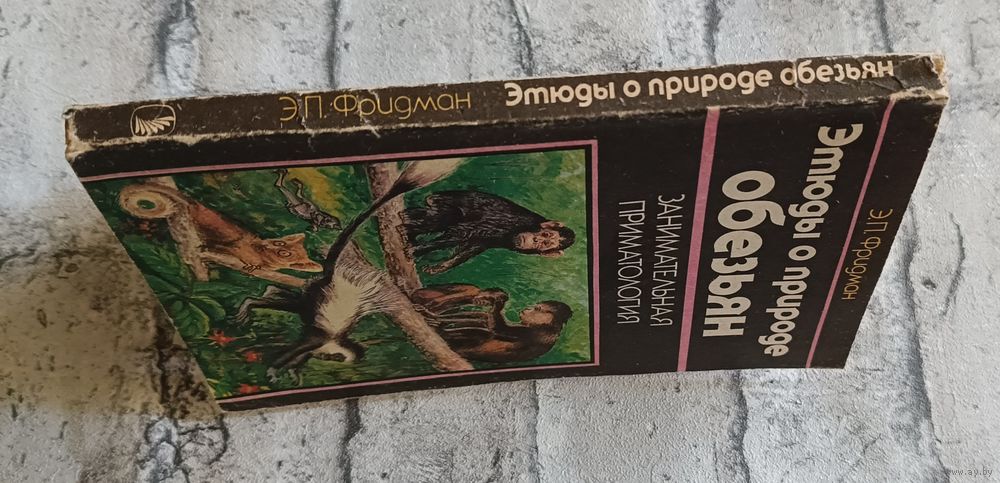 Э.П. Фридман Этюды о природе обезьян
Э.П. Фридман
Этюды о природе
обезьян
ЗАНИМАТЕЛЬНАЯ
ПРИМАТОЛОГИЯ
www.ay.by